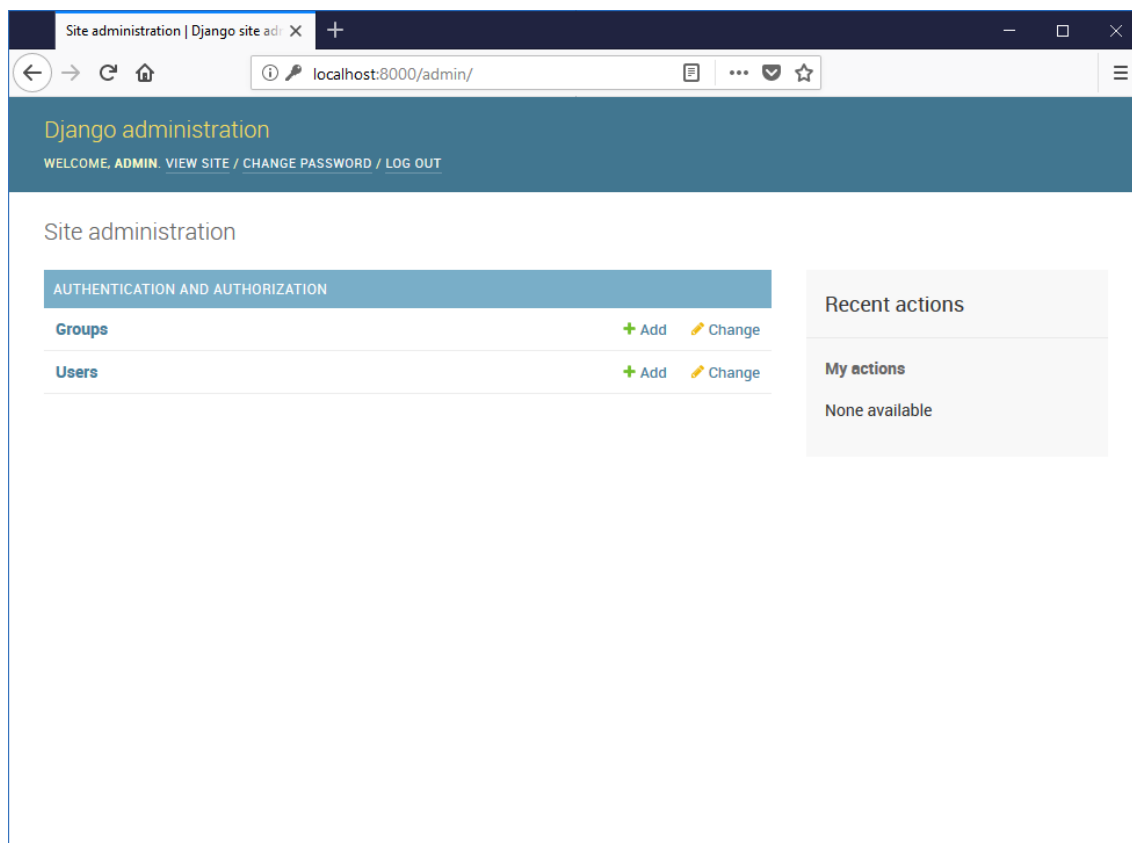 Site administration | Django site adr
localhost:8000/admin/
Django administration
WELCOME, ADMIN. VIEW SITE / CHANGE PASSWORD / LOG OUT
Site administration
AUTHENTICATION AND AUTHORIZATION
Groups Add Change
Users Add Change
Recent actions
My actions
None available